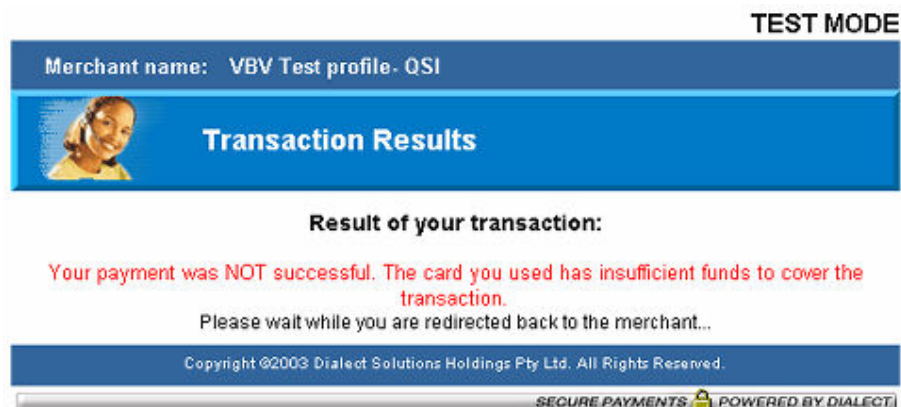 TEST MODE
Merchant name: VBV Test profile- QSI
Transaction Results
Result of your transaction:
Your payment was NOT successful. The card you used has insufficient funds to cover the
transaction.
Please wait while you are redirected back to the merchant...
Copyright ©2003 Dialect Solutions Holdings Pty Ltd. All Rights Reserved.
SECURE PAYMENTS POWERED BY DIALECT